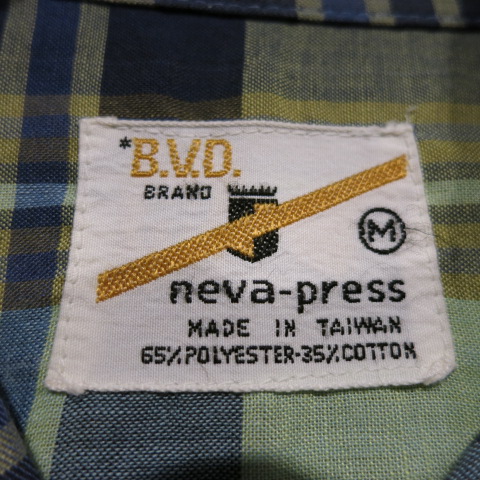 *B.V.D.
BRAND
M
neva-press
MADE IN TAIWAN
65% POLYESTER-35% COTTON